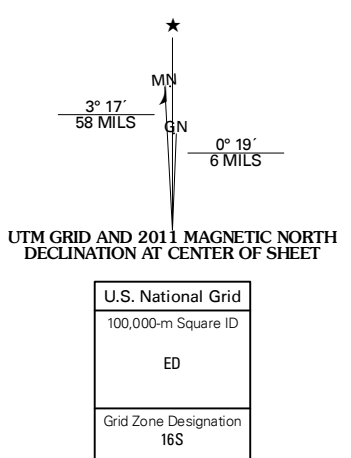 ★
MN
3° 17´
58 MILS
GN
0° 19´
6 MILS
UTM GRID AND 2011 MAGNETIC NORTH
DECLINATION AT CENTER OF SHEET
U.S. National Grid
100,000-m Square ID
ED
Grid Zone Designation
16S